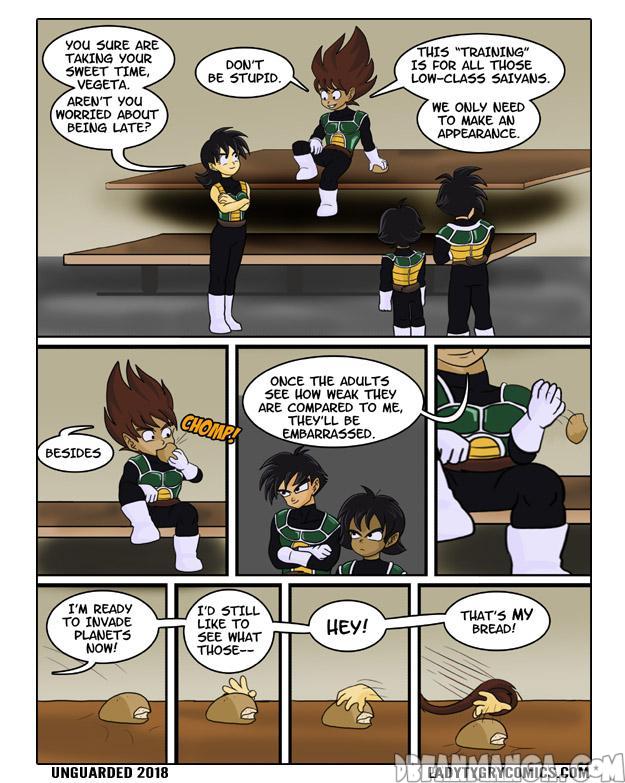 YOU SURE ARE
TAKING YOUR
SWEET TIME,
VEGETA.
AREN'T YOU
WORRIED ABOUT
BEING LATE?
DON'T
BE STUPID.
THIS "TRAINING"
IS FOR ALL THOSE
LOW-CLASS SAIYANS.
WE ONLY NEED
TO MAKE AN
APPEARANCE.
BESIDES
CHOMP!
ONCE THE ADULTS
SEE HOW WEAK THEY
ARE COMPARED TO ME,
THEY'LL BE
EMBARRASSED.
I'M READY
TO INVADE
PLANETS
NOW!
I'D STILL
LIKE TO
SEE WHAT
THOSE--
HEY!
THAT'S MY
BREAD!
UNGUARDED 2018
LADYTYGRYCOMICS.COM
DBFANMANGA.COM